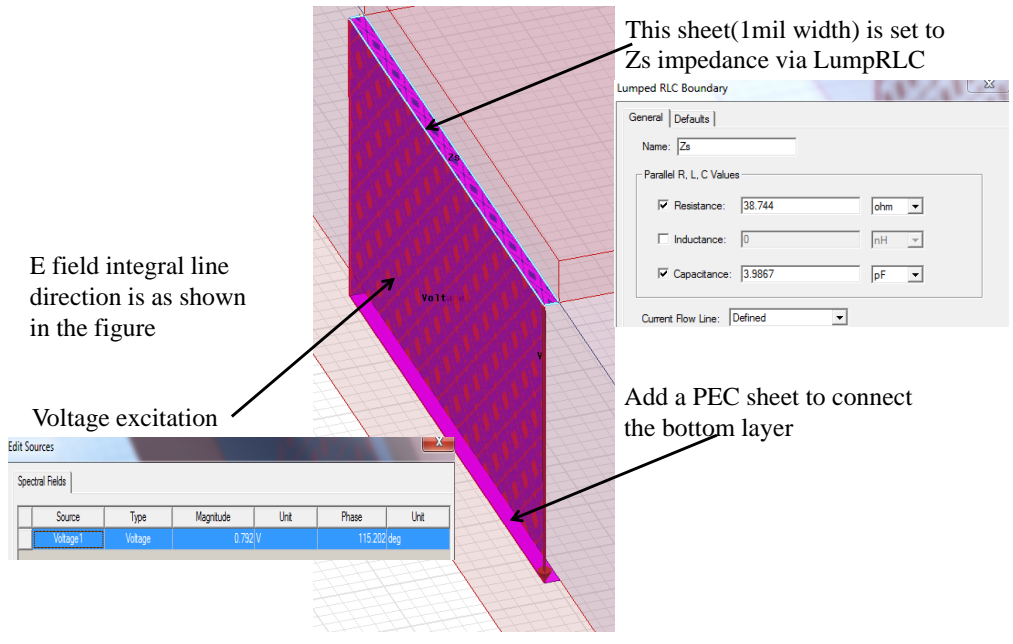 This sheet(1mil width) is set to
Zs impedance via LumpRLC
Lumped RLC Boundary
General Defaults
Name: Zs
Parallel R, L, C Values
Resistance: 38.744 ohm
Inductance: 0 nH
Capacitance: 3.9867 pF
Current Flow Line: Defined
Zs
E field integral line
direction is as shown
in the figure
Voltage excitation
Add a PEC sheet to connect
the bottom layer
Edit Sources
Spectral Fields
Source Type Magnitude Unit Phase Unit
Voltage1 Voltage 0.792 V 115.202 deg